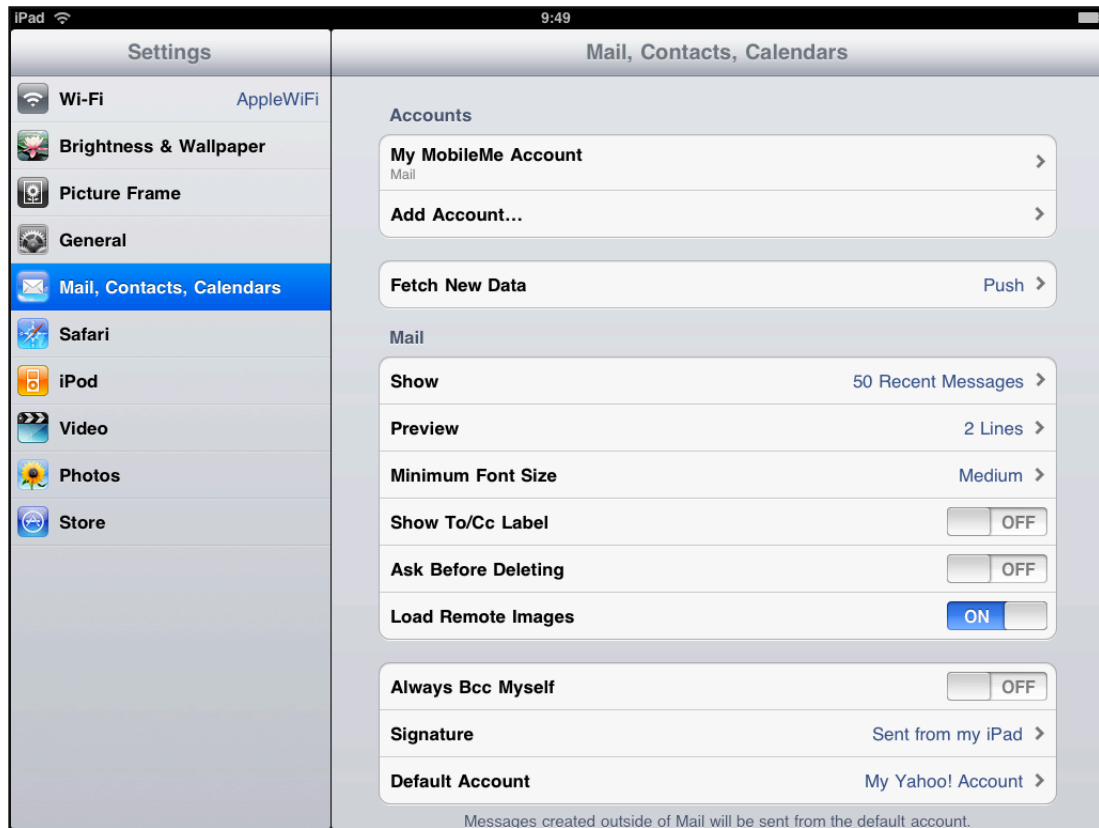 iPad 9:49
Settings
Wi-Fi AppleWiFi
Brightness & Wallpaper
Picture Frame
General
Mail, Contacts, Calendars
Safari
iPod
Video
Photos
Store
Mail, Contacts, Calendars
Accounts
My MobileMe Account
Mail
Add Account...
Fetch New Data Push
Mail
Show 50 Recent Messages
Preview 2 Lines
Minimum Font Size Medium
Show To/Cc Label OFF
Ask Before Deleting OFF
Load Remote Images ON
Always Bcc Myself OFF
Signature Sent from my iPad
Default Account My Yahoo! Account
Messages created outside of Mail will be sent from the default account.